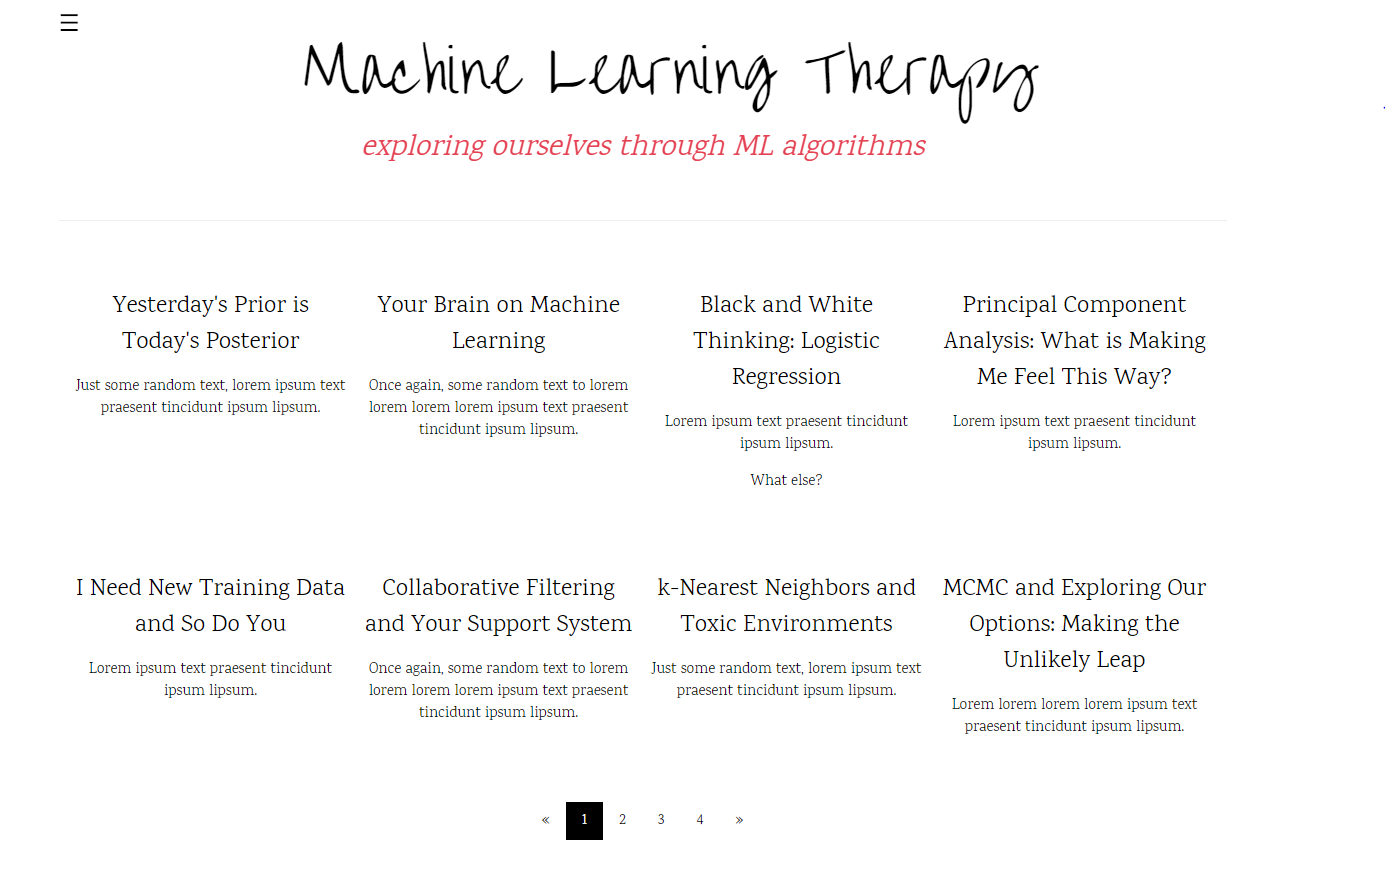 ☰
Machine Learning Therapy
exploring ourselves through ML algorithms
Yesterday's Prior is
Today's Posterior
Just some random text, lorem ipsum text
praesent tincidunt ipsum lipsum.
Your Brain on Machine
Learning
Once again, some random text to lorem
lorem lorem lorem ipsum text praesent
tincidunt ipsum lipsum.
Black and White
Thinking: Logistic
Regression
Lorem ipsum text praesent tincidunt
ipsum lipsum.
What else?
Principal Component
Analysis: What is Making
Me Feel This Way?
Lorem ipsum text praesent tincidunt
ipsum lipsum.
I Need New Training Data
and So Do You
Lorem ipsum text praesent tincidunt
ipsum lipsum.
Collaborative Filtering
and Your Support System
Once again, some random text to lorem
lorem lorem lorem ipsum text praesent
tincidunt ipsum lipsum.
k-Nearest Neighbors and
Toxic Environments
Just some random text, lorem ipsum text
praesent tincidunt ipsum lipsum.
MCMC and Exploring Our
Options: Making the
Unlikely Leap
Lorem lorem lorem lorem ipsum text
praesent tincidunt ipsum lipsum.
« 1 2 3 4 »